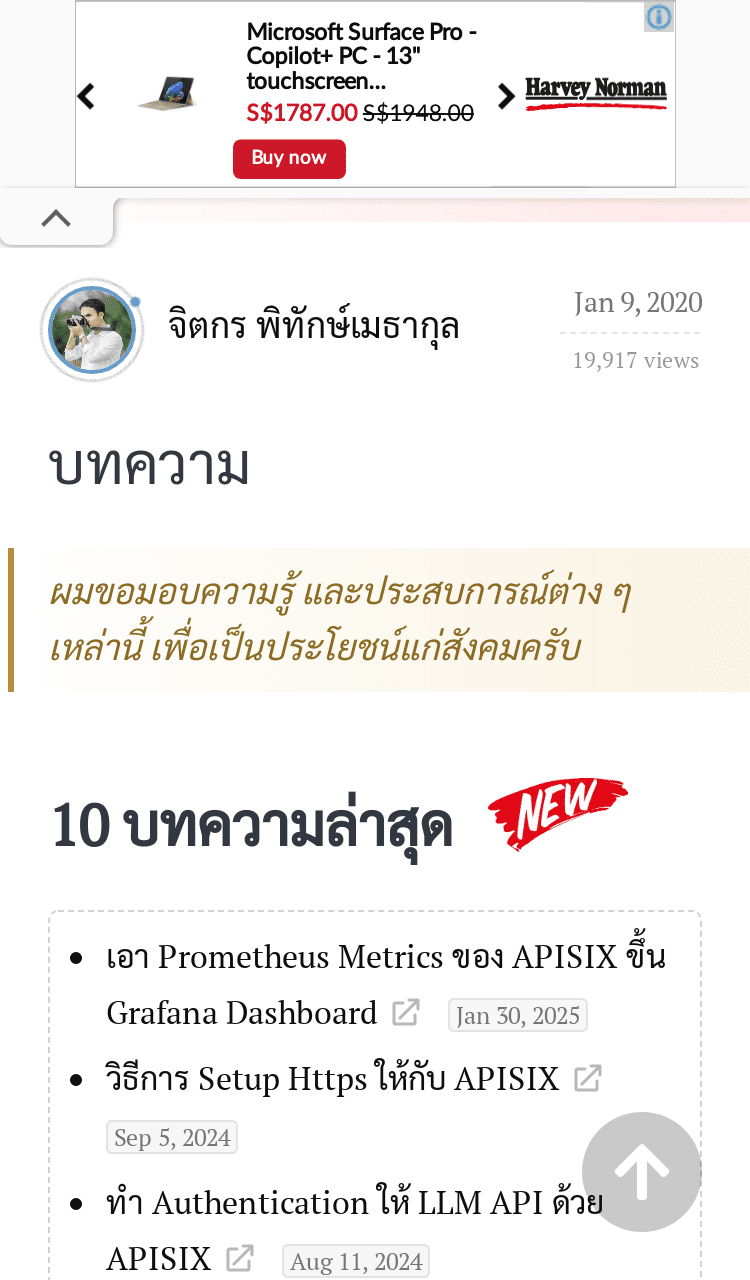 Microsoft Surface Pro -
Copilot+ PC - 13"
touchscreen...
S$1787.00 S$1948.00
Buy now
Harvey Norman
จิตกร พิทักษ์เมธากุล
Jan 9, 2020
19,917 views
บทความ
ผมขอมอบความรู้ และประสบการณ์ต่าง ๆ
เหล่านี้ เพื่อเป็นประโยชน์แก่สังคมครับ
10 บทความล่าสุด NEW
• เอา Prometheus Metrics ของ APISIX ขึ้น
Grafana Dashboard Jan 30, 2025
• วิธีการ Setup Https ให้กับ APISIX
Sep 5, 2024
• ทำ Authentication ให้ LLM API ด้วย
APISIX Aug 11, 2024